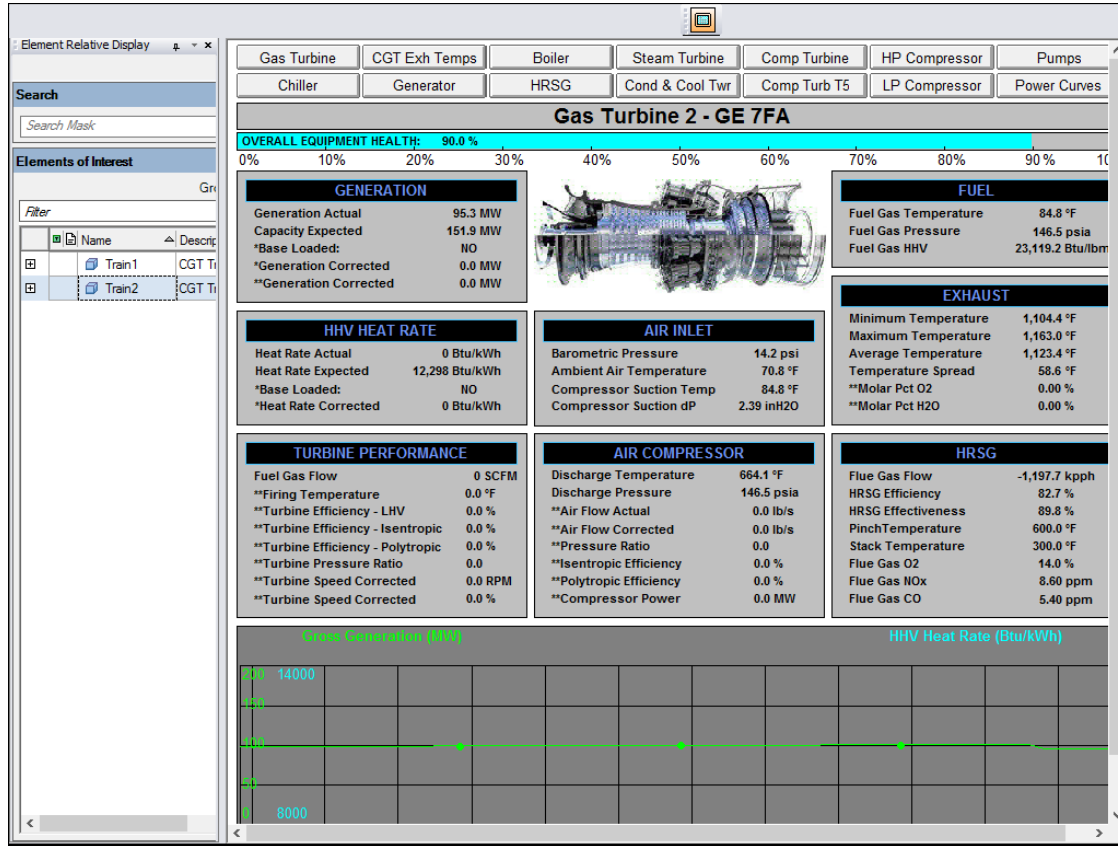 Element Relative Display
Gas Turbine CGT Exh Temps Boiler Steam Turbine Comp Turbine HP Compressor Pumps
Chiller Generator HRSG Cond & Cool Twr Comp Turb T5 LP Compressor Power Curves
Search
Search Mask
Elements of Interest
Gr
Filter
Name Descrip
Train1 CGT Tr
Train2 CGT Tr
Gas Turbine 2 - GE 7FA
OVERALL EQUIPMENT HEALTH: 90.0 %
0% 10% 20% 30% 40% 50% 60% 70% 80% 90 % 10
GENERATION
Generation Actual 95.3 MW
Capacity Expected 151.9 MW
*Base Loaded: NO
*Generation Corrected 0.0 MW
**Generation Corrected 0.0 MW
FUEL
Fuel Gas Temperature 84.8 °F
Fuel Gas Pressure 146.5 psia
Fuel Gas HHV 23,119.2 Btu/lbm
HHV HEAT RATE
Heat Rate Actual 0 Btu/kWh
Heat Rate Expected 12,298 Btu/kWh
*Base Loaded: NO
*Heat Rate Corrected 0 Btu/kWh
AIR INLET
Barometric Pressure 14.2 psi
Ambient Air Temperature 70.8 °F
Compressor Suction Temp 84.8 °F
Compressor Suction dP 2.39 inH2O
EXHAUST
Minimum Temperature 1,104.4 °F
Maximum Temperature 1,163.0 °F
Average Temperature 1,123.4 °F
Temperature Spread 58.6 °F
**Molar Pct O2 0.00 %
**Molar Pct H2O 0.00 %
TURBINE PERFORMANCE
Fuel Gas Flow 0 SCFM
**Firing Temperature 0.0 °F
**Turbine Efficiency - LHV 0.0 %
**Turbine Efficiency - Isentropic 0.0 %
**Turbine Efficiency - Polytropic 0.0 %
**Turbine Pressure Ratio 0.0
**Turbine Speed Corrected 0.0 RPM
**Turbine Speed Corrected 0.0 %
AIR COMPRESSOR
Discharge Temperature 664.1 °F
Discharge Pressure 146.5 psia
**Air Flow Actual 0.0 lb/s
**Air Flow Corrected 0.0 lb/s
**Pressure Ratio 0.0
**Isentropic Efficiency 0.0 %
**Polytropic Efficiency 0.0 %
**Compressor Power 0.0 MW
HRSG
Flue Gas Flow -1,197.7 kpph
HRSG Efficiency 82.7 %
HRSG Effectiveness 89.8 %
PinchTemperature 600.0 °F
Stack Temperature 300.0 °F
Flue Gas O2 14.0 %
Flue Gas NOx 8.60 ppm
Flue Gas CO 5.40 ppm
Gross Generation (MW) HHV Heat Rate (Btu/kWh)
200 14000
150
100
50
0 8000